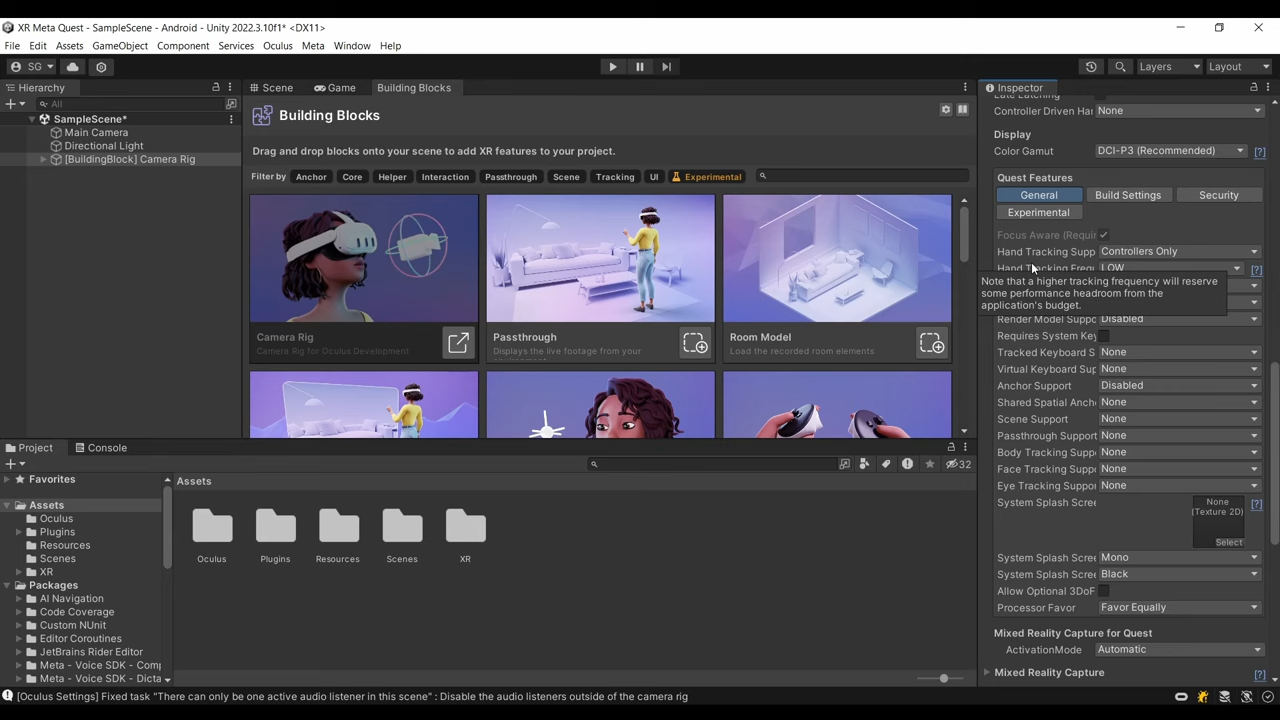 XR Meta Quest - SampleScene - Android - Unity 2022.3.10f1* <DX11>
File Edit Assets GameObject Component Services Oculus Meta Window Help
SG Layers Layout
Hierarchy
All
SampleScene*
Main Camera
Directional Light
[BuildingBlock] Camera Rig
Scene Game Building Blocks
Building Blocks
Drag and drop blocks onto your scene to add XR features to your project.
Filter by Anchor Core Helper Interaction Passthrough Scene Tracking UI Experimental
Camera Rig
Camera Rig for Oculus Development
Passthrough
Displays the live footage from your
Room Model
Load the recorded room elements
Project Console
32
Favorites
Assets
Oculus
Plugins
Resources
Scenes
XR
Packages
AI Navigation
Code Coverage
Custom NUnit
Editor Coroutines
JetBrains Rider Editor
Meta - Voice SDK - Comp
Meta - Voice SDK - Dicta
Assets
Oculus Plugins Resources Scenes XR
Inspector
Late Latching
Controller Driven Har None
Display
Color Gamut DCI-P3 (Recommended) [?]
Quest Features
General Build Settings Security
Experimental
Focus Aware (Requir
Hand Tracking Supp Controllers Only
Hand Tracking Freq LOW [?]
Note that a higher tracking frequency will reserve
some performance headroom from the
application's budget.
Render Model Suppo Disabled
Requires System Key
Tracked Keyboard S None
Virtual Keyboard Sup None
Anchor Support Disabled
Shared Spatial Anch None
Scene Support None
Passthrough Support None
Body Tracking Suppo None
Face Tracking Suppo None
Eye Tracking Suppor None
System Splash Scree None [?]
(Texture 2D)
Select
System Splash Scree Mono
System Splash Scree Black
Allow Optional 3DoF
Processor Favor Favor Equally
Mixed Reality Capture for Quest
ActivationMode Automatic
Mixed Reality Capture [?]
[Oculus Settings] Fixed task "There can only be one active audio listener in this scene" : Disable the audio listeners outside of the camera rig